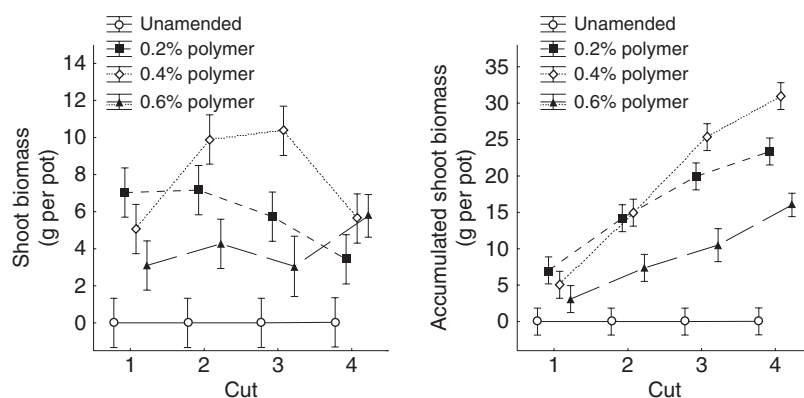 Unamended
0.2% polymer
0.4% polymer
0.6% polymer
14
12
10
8
6
4
2
0
Shoot biomass
(g per pot)
1 2 3 4
Cut
Unamended
0.2% polymer
0.4% polymer
0.6% polymer
35
30
25
20
15
10
5
0
Accumulated shoot biomass
(g per pot)
1 2 3 4
Cut